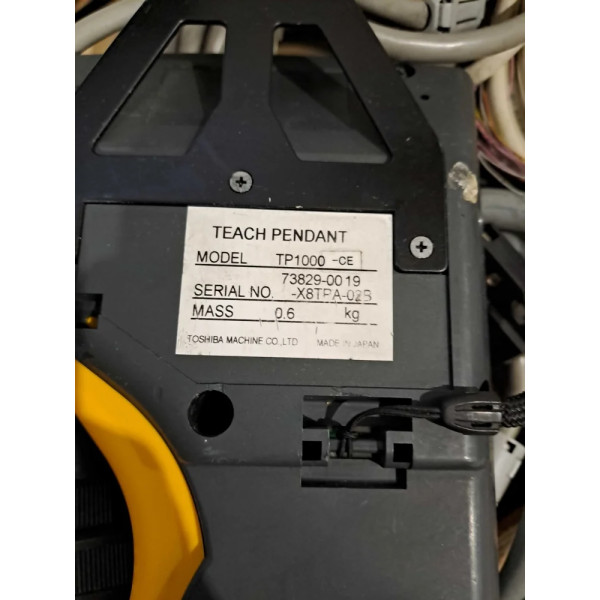 TEACH PENDANT
MODEL TP1000 -CE
73829-0019
SERIAL NO. -X8TPA-02B
MASS 0.6 kg
TOSHIBA MACHINE CO.,LTD MADE IN JAPAN